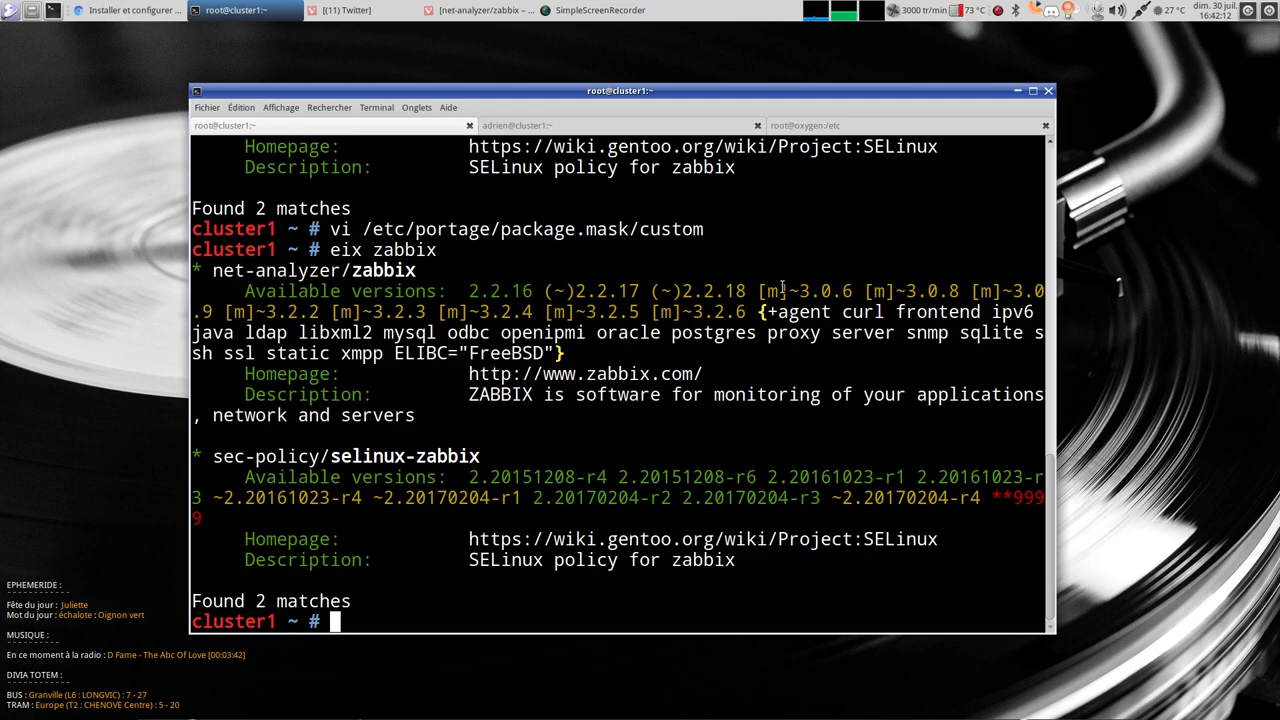 Installer et configurer ...
root@cluster1:~
[(11) Twitter]
[net-analyzer/zabbix – ...
SimpleScreenRecorder
3000 tr/min
73 °C
27 °C
dim. 30 juil.
16:42:12
root@cluster1:~
Fichier Édition Affichage Rechercher Terminal Onglets Aide
root@cluster1:~
adrien@cluster1:~
root@oxygen:/etc
Homepage: https://wiki.gentoo.org/wiki/Project:SELinux
Description: SELinux policy for zabbix
Found 2 matches
cluster1 ~ # vi /etc/portage/package.mask/custom
cluster1 ~ # eix zabbix
* net-analyzer/zabbix
Available versions: 2.2.16 (~)2.2.17 (~)2.2.18 [m]~3.0.6 [m]~3.0.8 [m]~3.0
.9 [m]~3.2.2 [m]~3.2.3 [m]~3.2.4 [m]~3.2.5 [m]~3.2.6 {+agent curl frontend ipv6
java ldap libxml2 mysql odbc openipmi oracle postgres proxy server snmp sqlite s
sh ssl static xmpp ELIBC="FreeBSD"}
Homepage: http://www.zabbix.com/
Description: ZABBIX is software for monitoring of your applications
, network and servers
* sec-policy/selinux-zabbix
Available versions: 2.20151208-r4 2.20151208-r6 2.20161023-r1 2.20161023-r
3 ~2.20161023-r4 ~2.20170204-r1 2.20170204-r2 2.20170204-r3 ~2.20170204-r4 **999
9
Homepage: https://wiki.gentoo.org/wiki/Project:SELinux
Description: SELinux policy for zabbix
Found 2 matches
cluster1 ~ #
EPHEMERIDE :
Fête du jour : Juliette
Mot du jour : échalote : Oignon vert
MUSIQUE :
En ce moment à la radio : D Fame - The Abc Of Love [00:03:42]
DIVIA TOTEM :
BUS : Granville (L6 : LONGVIC) : 7 - 27
TRAM : Europe (T2 : CHENOVE Centre) : 5 - 20